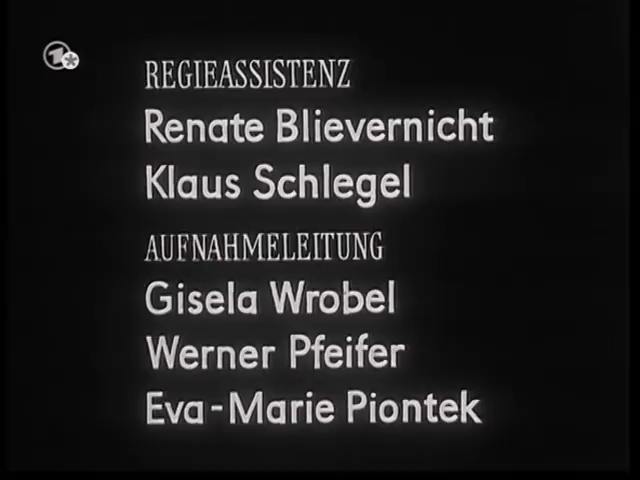 REGIEASSISTENZ
Renate Blievernicht
Klaus Schlegel
AUFNAHMELEITUNG
Gisela Wrobel
Werner Pfeifer
Eva-Marie Piontek